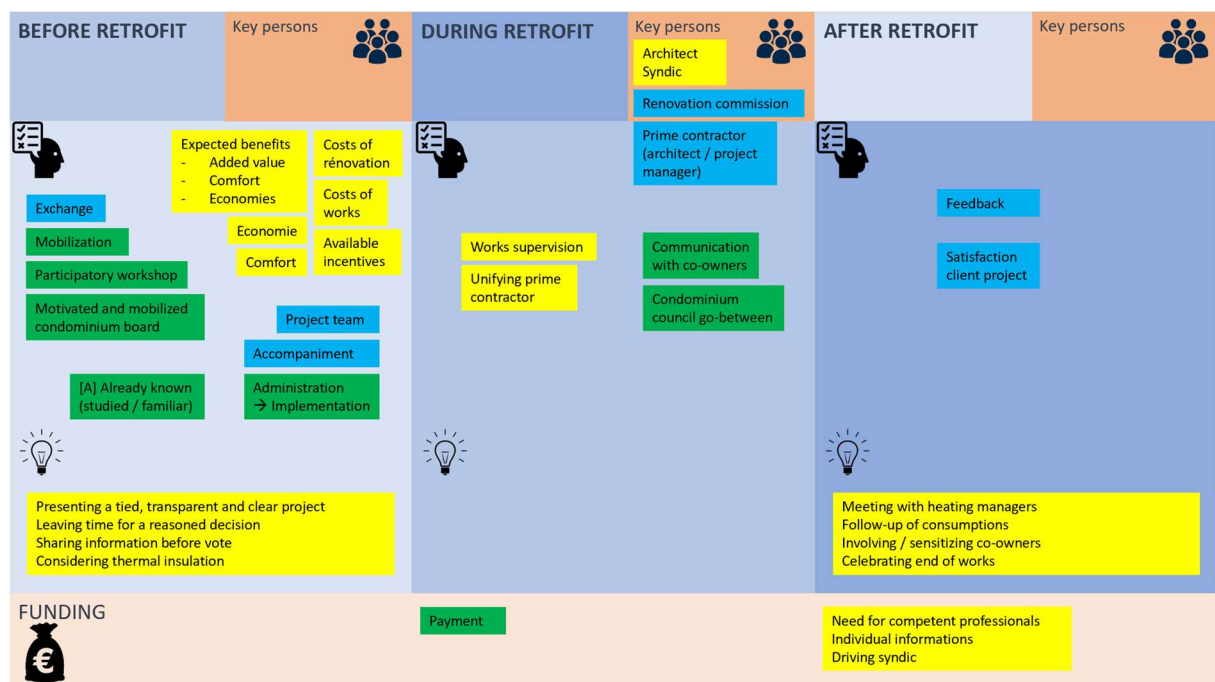 BEFORE RETROFIT
Key persons
DURING RETROFIT
Key persons
Architect
Syndic
Renovation commission
Prime contractor
(architect / project
manager)
AFTER RETROFIT
Key persons
Expected benefits
- Added value
- Comfort
- Economies
Costs of
rénovation
Costs of
works
Available
incentives
Economie
Comfort
Exchange
Mobilization
Participatory workshop
Motivated and mobilized
condominium board
Project team
Accompaniment
[A] Already known
(studied / familiar)
Administration
→ Implementation
Presenting a tied, transparent and clear project
Leaving time for a reasoned decision
Sharing information before vote
Considering thermal insulation
Works supervision
Unifying prime
contractor
Communication
with co-owners
Condominium
council go-between
Feedback
Satisfaction
client project
Meeting with heating managers
Follow-up of consumptions
Involving / sensitizing co-owners
Celebrating end of works
FUNDING
€
Payment
Need for competent professionals
Individual informations
Driving syndic